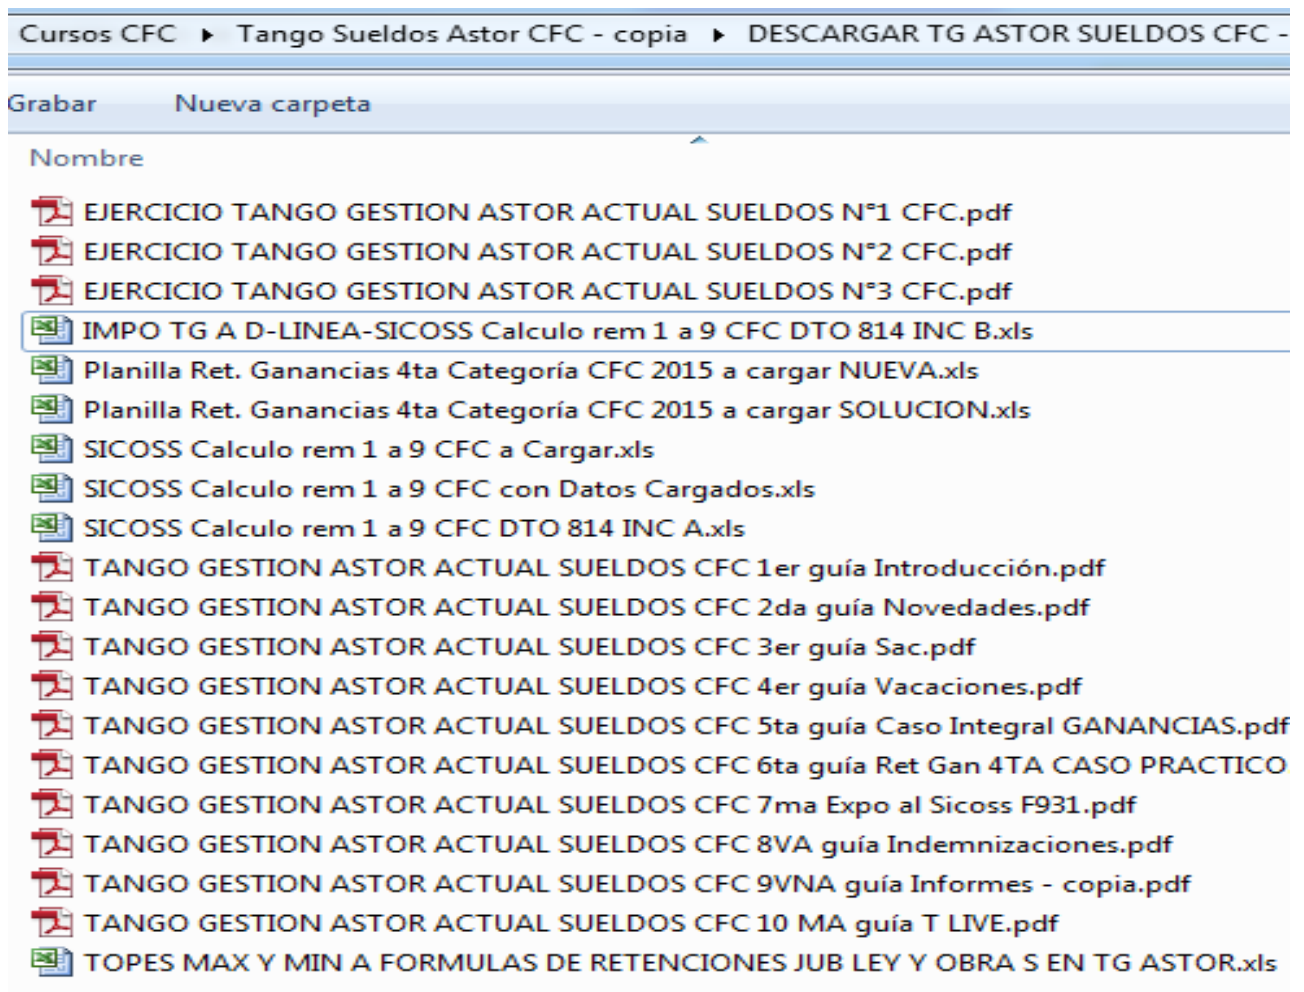 Cursos CFC ▸ Tango Sueldos Astor CFC - copia ▸ DESCARGAR TG ASTOR SUELDOS CFC -
Grabar Nueva carpeta
Nombre
EJERCICIO TANGO GESTION ASTOR ACTUAL SUELDOS N°1 CFC.pdf
EJERCICIO TANGO GESTION ASTOR ACTUAL SUELDOS N°2 CFC.pdf
EJERCICIO TANGO GESTION ASTOR ACTUAL SUELDOS N°3 CFC.pdf
IMPO TG A D-LINEA-SICOSS Calculo rem 1 a 9 CFC DTO 814 INC B.xls
Planilla Ret. Ganancias 4ta Categoría CFC 2015 a cargar NUEVA.xls
Planilla Ret. Ganancias 4ta Categoría CFC 2015 a cargar SOLUCION.xls
SICOSS Calculo rem 1 a 9 CFC a Cargar.xls
SICOSS Calculo rem 1 a 9 CFC con Datos Cargados.xls
SICOSS Calculo rem 1 a 9 CFC DTO 814 INC A.xls
TANGO GESTION ASTOR ACTUAL SUELDOS CFC 1er guía Introducción.pdf
TANGO GESTION ASTOR ACTUAL SUELDOS CFC 2da guía Novedades.pdf
TANGO GESTION ASTOR ACTUAL SUELDOS CFC 3er guía Sac.pdf
TANGO GESTION ASTOR ACTUAL SUELDOS CFC 4er guía Vacaciones.pdf
TANGO GESTION ASTOR ACTUAL SUELDOS CFC 5ta guía Caso Integral GANANCIAS.pdf
TANGO GESTION ASTOR ACTUAL SUELDOS CFC 6ta guía Ret Gan 4TA CASO PRACTICO
TANGO GESTION ASTOR ACTUAL SUELDOS CFC 7ma Expo al Sicoss F931.pdf
TANGO GESTION ASTOR ACTUAL SUELDOS CFC 8VA guía Indemnizaciones.pdf
TANGO GESTION ASTOR ACTUAL SUELDOS CFC 9VNA guía Informes - copia.pdf
TANGO GESTION ASTOR ACTUAL SUELDOS CFC 10 MA guía T LIVE.pdf
TOPES MAX Y MIN A FORMULAS DE RETENCIONES JUB LEY Y OBRA S EN TG ASTOR.xls